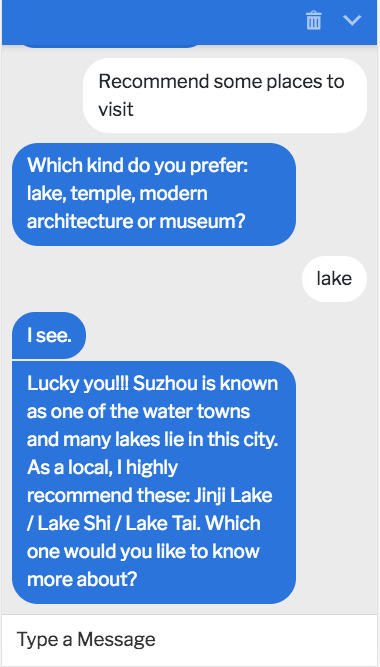 Recommend some places to
visit
Which kind do you prefer:
lake, temple, modern
architecture or museum?
lake
I see.
Lucky you!!! Suzhou is known
as one of the water towns
and many lakes lie in this city.
As a local, I highly
recommend these: Jinji Lake
/ Lake Shi / Lake Tai. Which
one would you like to know
more about?
Type a Message